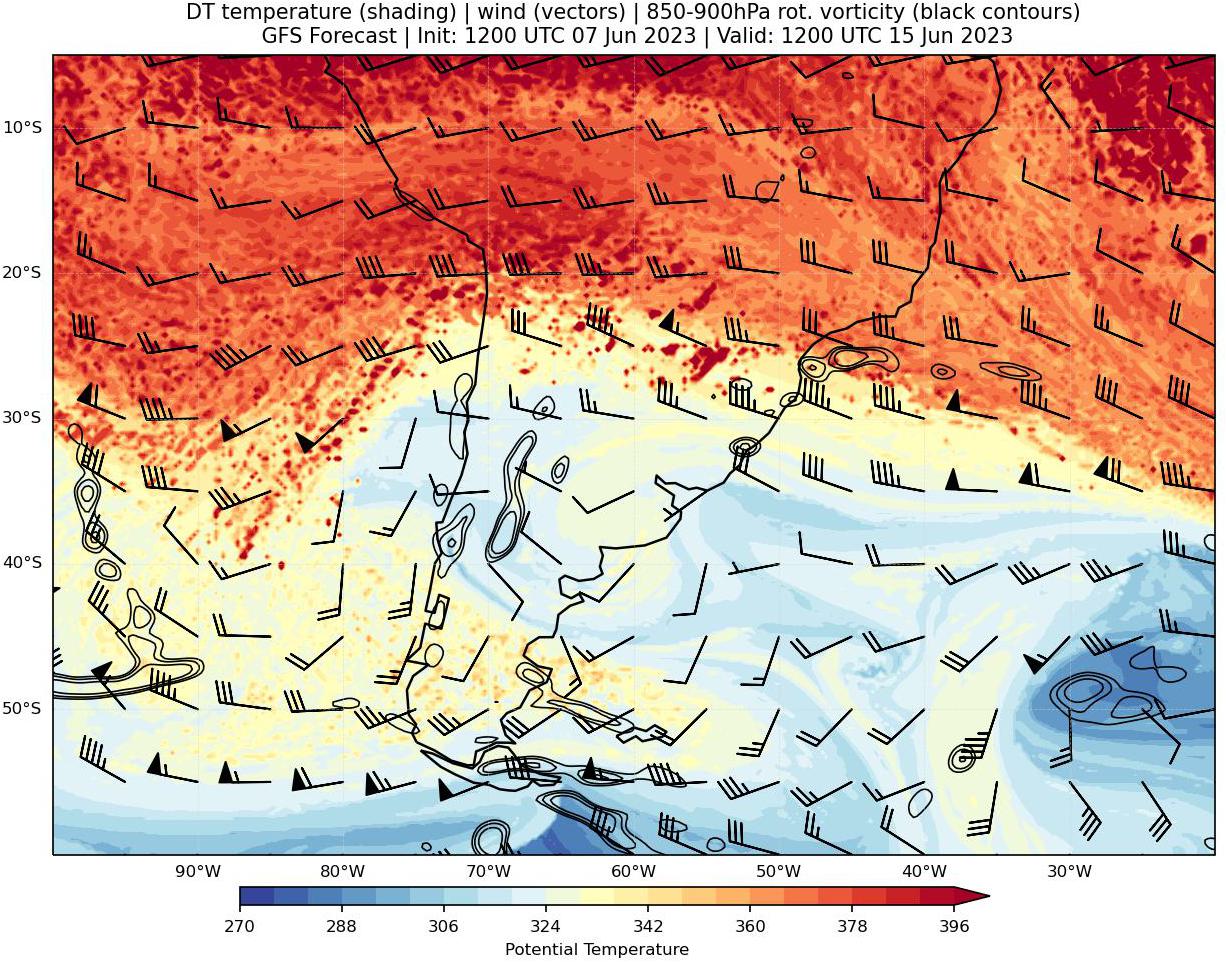 DT temperature (shading) | wind (vectors) | 850-900hPa rot. vorticity (black contours)
GFS Forecast | Init: 1200 UTC 07 Jun 2023 | Valid: 1200 UTC 15 Jun 2023
10°S
20°S
30°S
40°S
50°S
90°W 80°W 70°W 60°W 50°W 40°W 30°W
270 288 306 324 342 360 378 396
Potential Temperature